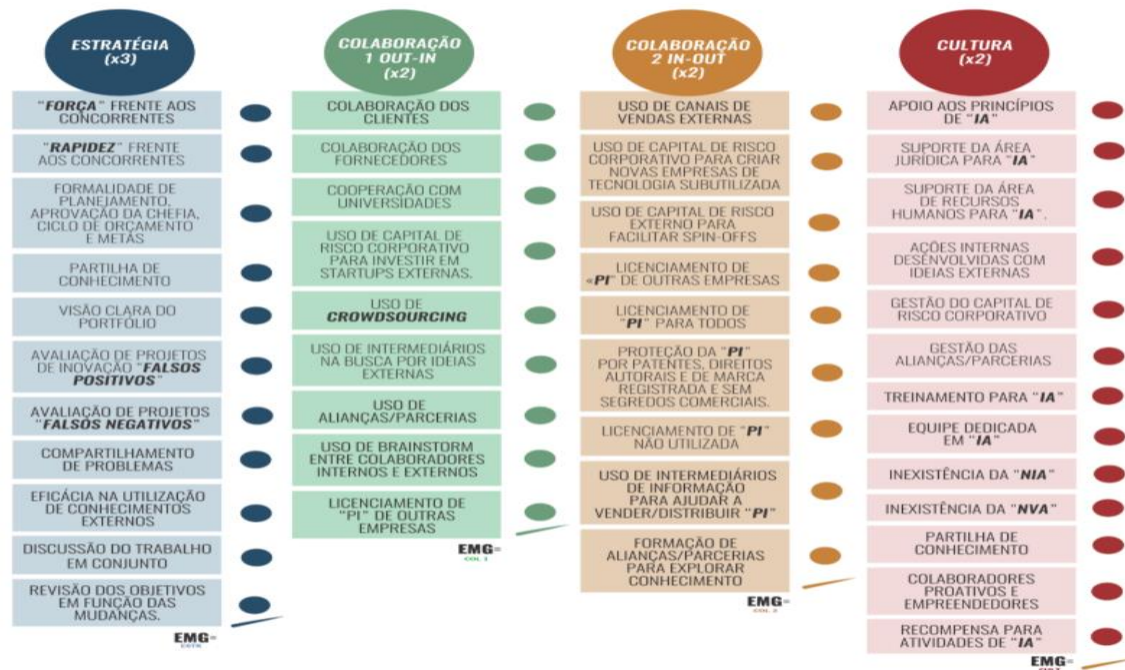 ESTRATÉGIA
(x3)
"FORÇA" FRENTE AOS
CONCORRENTES
"RAPIDEZ" FRENTE
AOS CONCORRENTES
FORMALIDADE DE
PLANEJAMENTO,
APROVAÇÃO DA CHEFIA,
CICLO DE ORÇAMENTO
E METAS
PARTILHA DE
CONHECIMENTO
VISÃO CLARA DO
PORTFÓLIO
AVALIAÇÃO DE PROJETOS
DE INOVAÇÃO "FALSOS
POSITIVOS"
AVALIAÇÃO DE PROJETOS
"FALSOS NEGATIVOS"
COMPARTILHAMENTO
DE PROBLEMAS
EFICÁCIA NA UTILIZAÇÃO
DE CONHECIMENTOS
EXTERNOS
DISCUSSÃO DO TRABALHO
EM CONJUNTO
REVISÃO DOS OBJETIVOS
EM FUNÇÃO DAS
MUDANÇAS.
EMG=
COLABORAÇÃO
1 OUT-IN
(x2)
COLABORAÇÃO DOS
CLIENTES
COLABORAÇÃO DOS
FORNECEDORES
COOPERAÇÃO COM
UNIVERSIDADES
USO DE CAPITAL DE
RISCO CORPORATIVO
PARA INVESTIR EM
STARTUPS EXTERNAS.
USO DE
CROWDSOURCING
USO DE INTERMEDIÁRIOS
NA BUSCA POR IDEIAS
EXTERNAS
USO DE
ALIANÇAS/PARCERIAS
USO DE BRAINSTORM
ENTRE COLABORADORES
INTERNOS E EXTERNOS
LICENCIAMENTO DE
"PI" DE OUTRAS
EMPRESAS
EMG=
COL 1
COLABORAÇÃO
2 IN-OUT
(x2)
USO DE CANAIS DE
VENDAS EXTERNAS
USO DE CAPITAL DE RISCO
CORPORATIVO PARA CRIAR
NOVAS EMPRESAS DE
TECNOLOGIA SUBUTILIZADA
USO DE CAPITAL DE RISCO
EXTERNO PARA
FACILITAR SPIN-OFFS
LICENCIAMENTO DE
«PI" DE OUTRAS EMPRESAS
LICENCIAMENTO DE
"PI" PARA TODOS
PROTEÇÃO DA "PI"
POR PATENTES, DIREITOS
AUTORAIS E DE MARCA
REGISTRADA E SEM
SEGREDOS COMERCIAIS.
LICENCIAMENTO DE "PI"
NÃO UTILIZADA
USO DE INTERMEDIÁRIOS
DE INFORMAÇÃO
PARA AJUDAR A
VENDER/DISTRIBUIR "PI"
FORMAÇÃO DE
ALIANÇAS/PARCERIAS
PARA EXPLORAR
CONHECIMENTO
EMG=
COL 2
CULTURA
(x2)
APOIO AOS PRINCÍPIOS
DE "IA"
SUPORTE DA ÁREA
JURÍDICA PARA "IA"
SUPORTE DA ÁREA
DE RECURSOS
HUMANOS PARA "IA".
AÇÕES INTERNAS
DESENVOLVIDAS COM
IDEIAS EXTERNAS
GESTÃO DO CAPITAL DE
RISCO CORPORATIVO
GESTÃO DAS
ALIANÇAS/PARCERIAS
TREINAMENTO PARA "IA"
EQUIPE DEDICADA
EM "IA"
INEXISTÊNCIA DA "NIA"
INEXISTÊNCIA DA "NVA"
PARTILHA DE
CONHECIMENTO
COLABORADORES
PROATIVOS E
EMPREENDEDORES
RECOMPENSA PARA
ATIVIDADES DE "IA"
EMG=